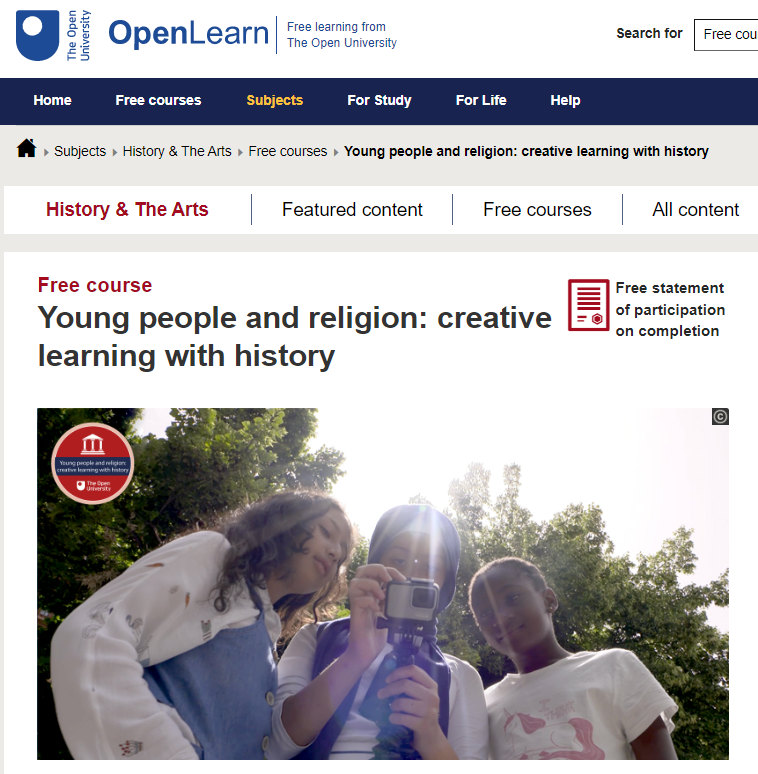 The Open
University
OpenLearn
Free learning from
The Open University
Search for
Free cou
Home
Free courses
Subjects
For Study
For Life
Help
Subjects
History & The Arts
Free courses
Young people and religion: creative learning with history
History & The Arts
Featured content
Free courses
All content
Free course
Young people and religion: creative
learning with history
Free statement
of participation
on completion
©
Young people and religion:
creative learning with history
The Open
University